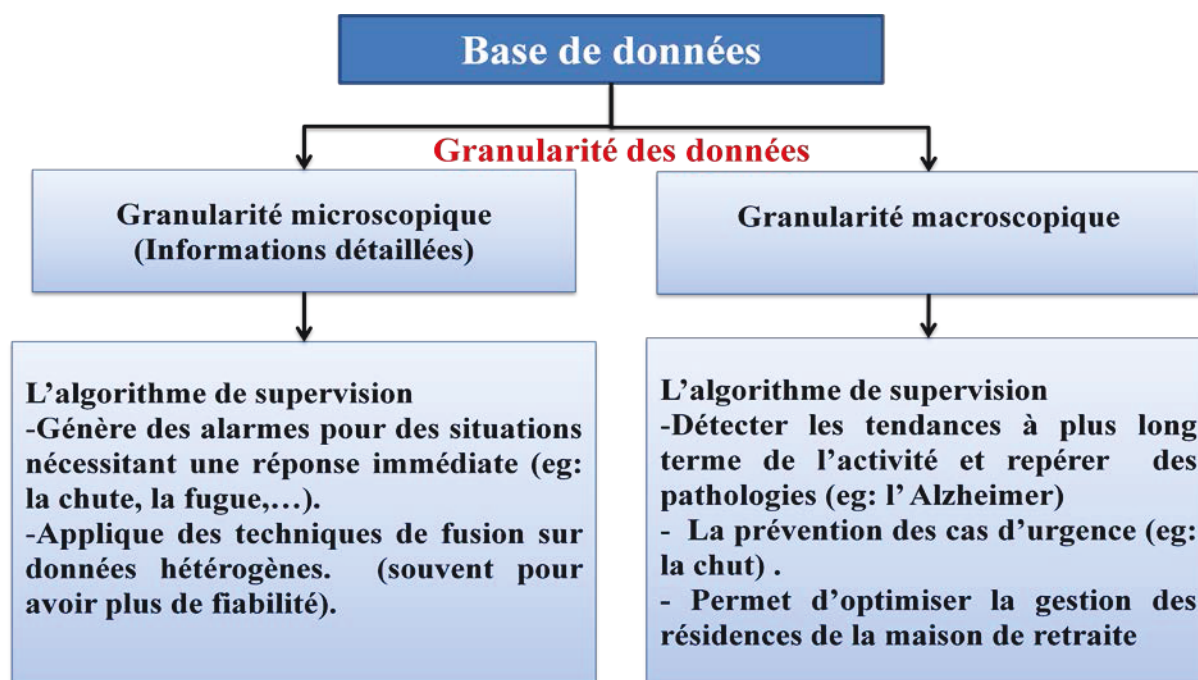 Base de données
Granularité des données
Granularité microscopique
(Informations détaillées)
Granularité macroscopique
L’algorithme de supervision
-Génère des alarmes pour des situations
nécessitant une réponse immédiate (eg:
la chute, la fugue,…).
-Applique des techniques de fusion sur
données hétérogènes. (souvent pour
avoir plus de fiabilité).
L’algorithme de supervision
-Détecter les tendances à plus long
terme de l’activité et repérer des
pathologies (eg: l’ Alzheimer)
- La prévention des cas d’urgence (eg:
la chut) .
- Permet d’optimiser la gestion des
résidences de la maison de retraite